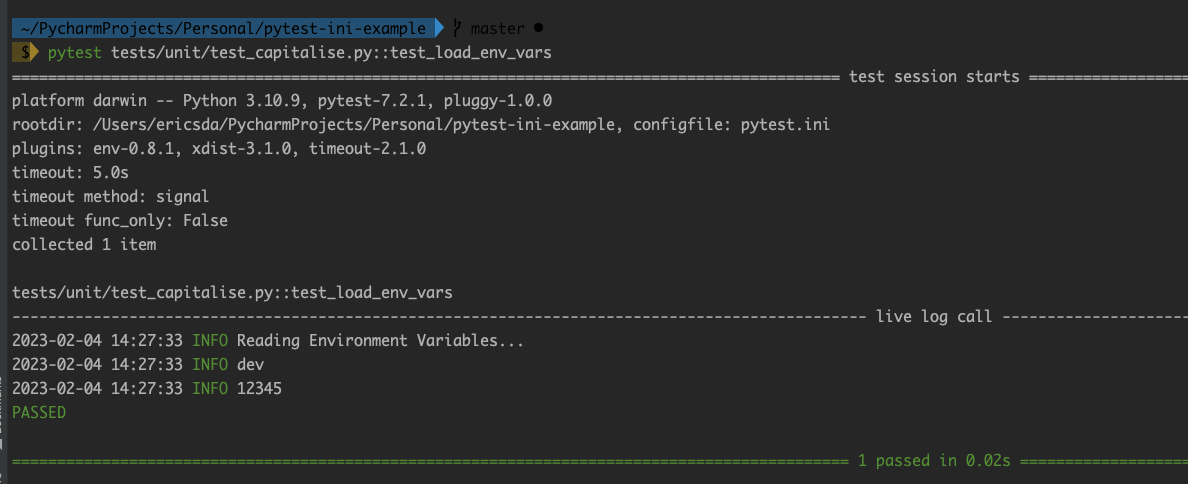 ~/PycharmProjects/Personal/pytest-ini-example master ●
$ pytest tests/unit/test_capitalise.py::test_load_env_vars
============================================================================================ test session starts ==================
platform darwin -- Python 3.10.9, pytest-7.2.1, pluggy-1.0.0
rootdir: /Users/ericsda/PycharmProjects/Personal/pytest-ini-example, configfile: pytest.ini
plugins: env-0.8.1, xdist-3.1.0, timeout-2.1.0
timeout: 5.0s
timeout method: signal
timeout func_only: False
collected 1 item
tests/unit/test_capitalise.py::test_load_env_vars
----------------------------------------------------------------------------------------------- live log call ---------------------
2023-02-04 14:27:33 INFO Reading Environment Variables...
2023-02-04 14:27:33 INFO dev
2023-02-04 14:27:33 INFO 12345
PASSED
============================================================================================= 1 passed in 0.02s ===================